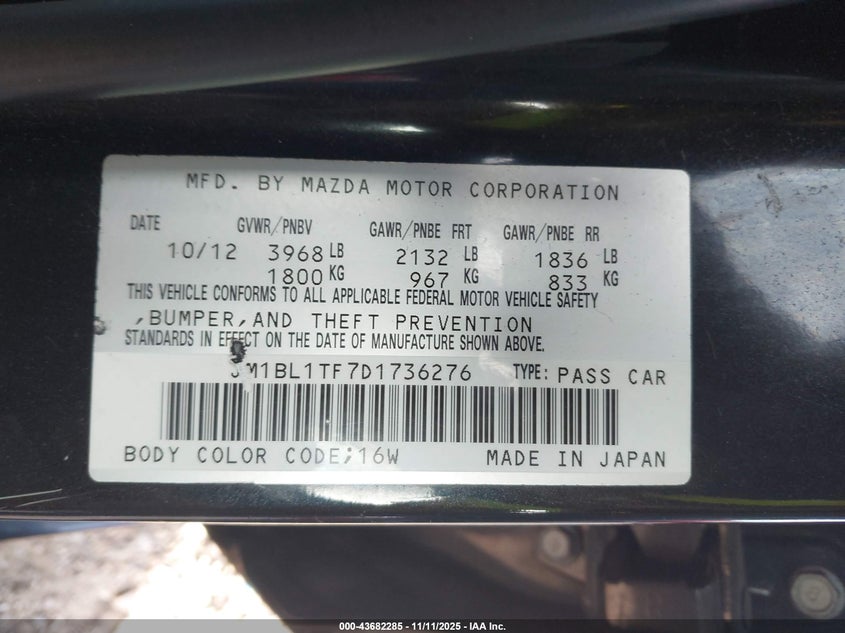 MFD. BY MAZDA MOTOR CORPORATION
DATE GVWR/PNBV GAWR/PNBE FRT GAWR/PNBE RR
10/12 3968 LB 2132 LB 1836 LB
1800 KG 967 KG 833 KG
THIS VEHICLE CONFORMS TO ALL APPLICABLE FEDERAL MOTOR VEHICLE SAFETY
,BUMPER,AND THEFT PREVENTION
STANDARDS IN EFFECT ON THE DATE OF MANUFACTURE SHOWN ABOVE.
JM1BL1TF7D1736276 TYPE: PASS CAR
BODY COLOR CODE;16W MADE IN JAPAN
000-43682285 - 11/11/2025 - IAA Inc.